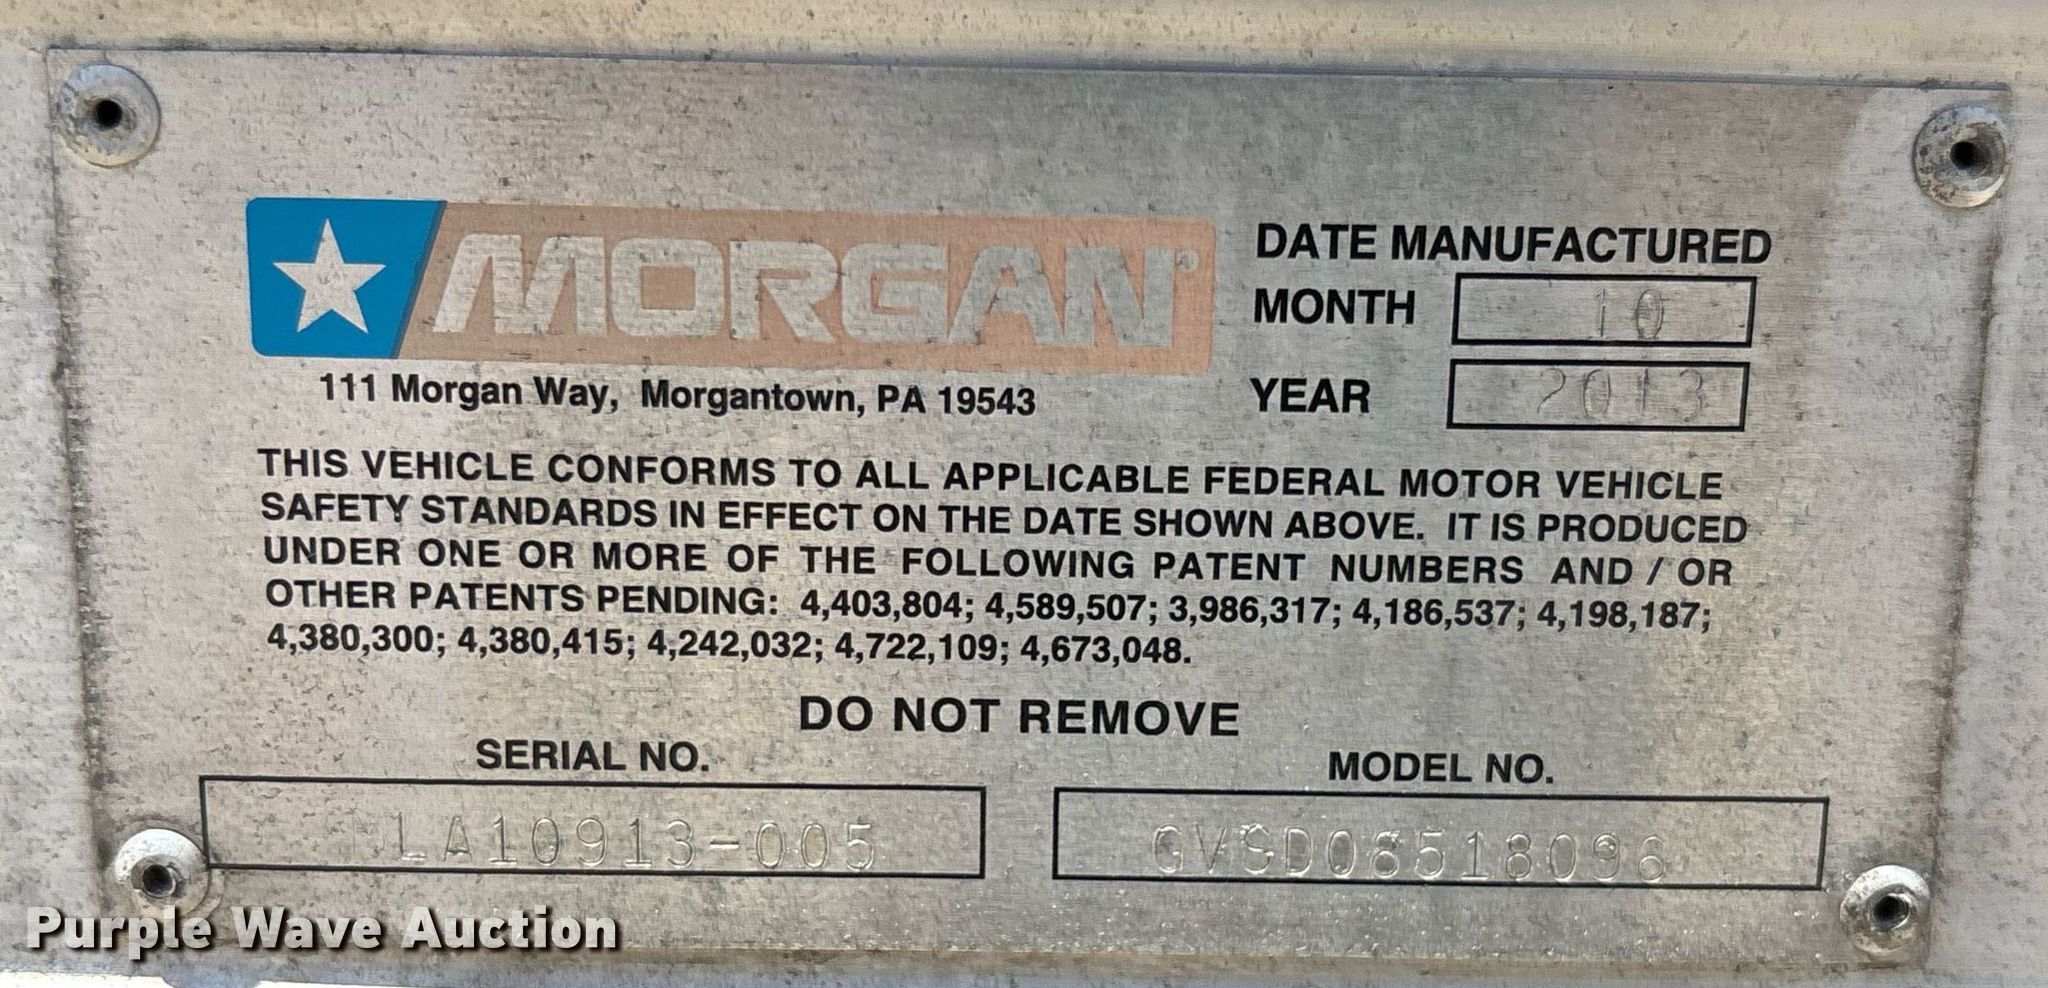 MORGAN®
DATE MANUFACTURED
MONTH 10
YEAR 2013
111 Morgan Way, Morgantown, PA 19543
THIS VEHICLE CONFORMS TO ALL APPLICABLE FEDERAL MOTOR VEHICLE
SAFETY STANDARDS IN EFFECT ON THE DATE SHOWN ABOVE. IT IS PRODUCED
UNDER ONE OR MORE OF THE FOLLOWING PATENT NUMBERS AND / OR
OTHER PATENTS PENDING: 4,403,804; 4,589,507; 3,986,317; 4,186,537; 4,198,187;
4,380,300; 4,380,415; 4,242,032; 4,722,109; 4,673,048.
DO NOT REMOVE
SERIAL NO.
MODEL NO.
GVSD08518096
Purple Wave Auction